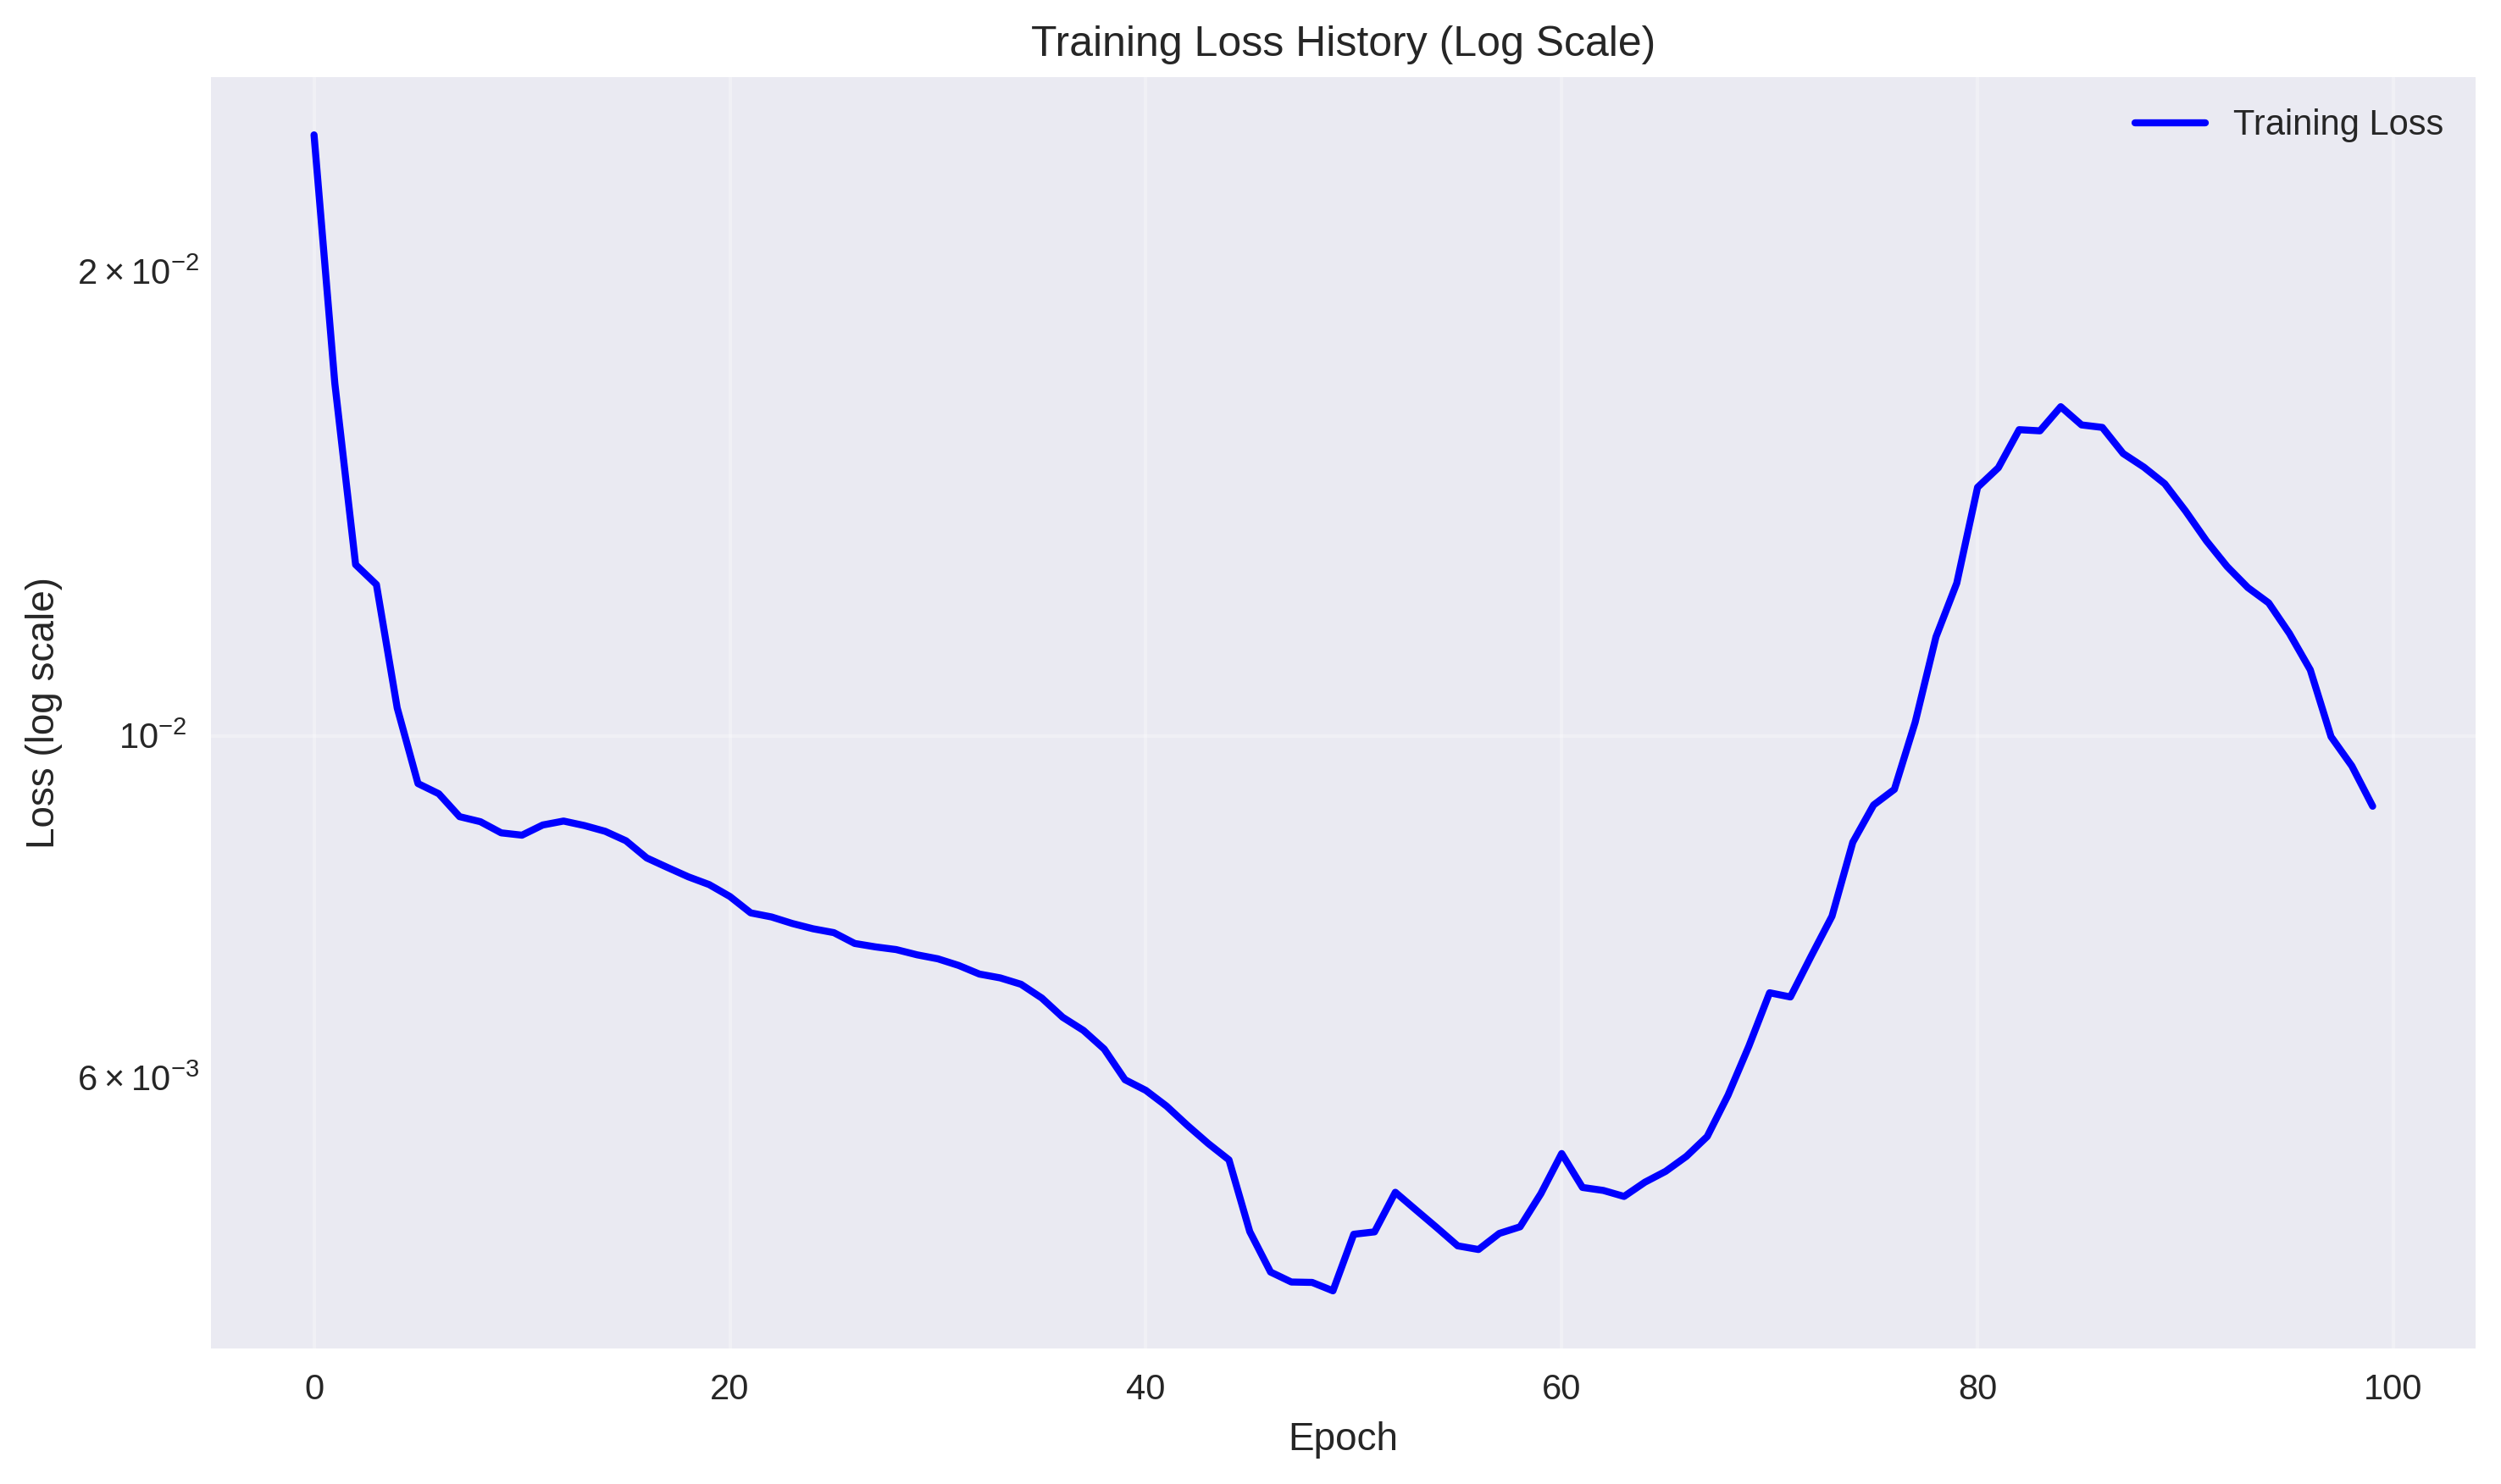 Training Loss History (Log Scale)
Training Loss
2 × 10⁻²
10⁻²
6 × 10⁻³
Loss (log scale)
0 20 40 60 80 100
Epoch